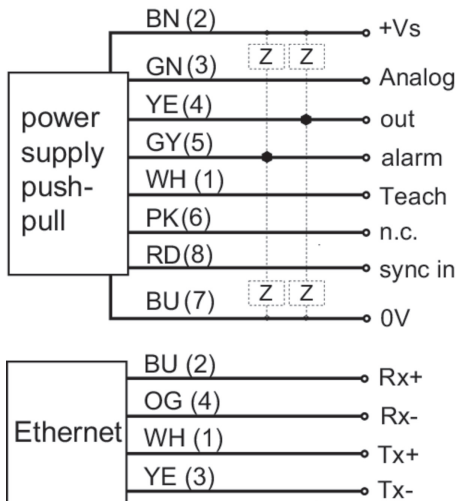 BN (2) +Vs
Z Z
GN(3) Analog
YE(4) out
GY(5) alarm
WH (1) Teach
PK(6) n.c.
RD(8) sync in
Z Z
BU(7) 0V
power
supply
push-
pull
BU (2) Rx+
OG (4) Rx-
WH (1) Tx+
YE (3) Tx-
Ethernet